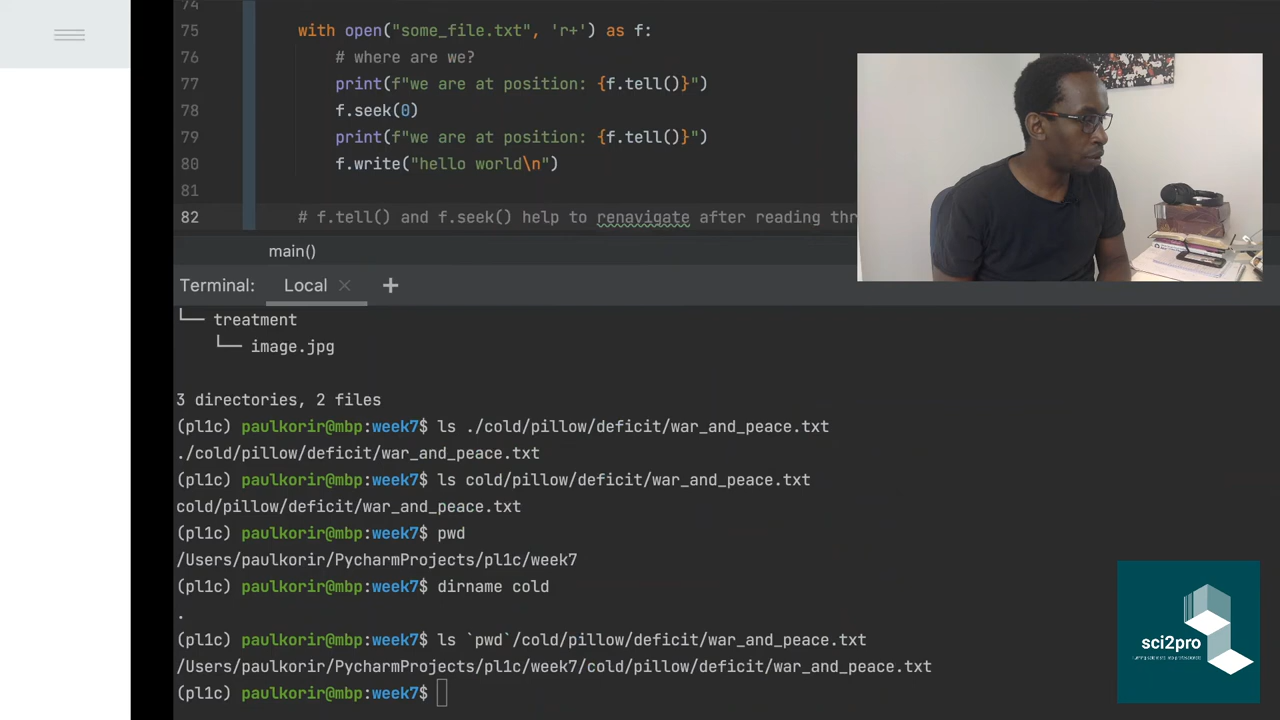 74
75 with open("some_file.txt", 'r+') as f:
76 # where are we?
77 print(f"we are at position: {f.tell()}")
78 f.seek(0)
79 print(f"we are at position: {f.tell()}")
80 f.write("hello world\n")
81
82 # f.tell() and f.seek() help to renavigate after reading thr
main()
Terminal: Local × +
└── treatment
└── image.jpg
3 directories, 2 files
(pl1c) paulkorir@mbp:week7$ ls ./cold/pillow/deficit/war_and_peace.txt
./cold/pillow/deficit/war_and_peace.txt
(pl1c) paulkorir@mbp:week7$ ls cold/pillow/deficit/war_and_peace.txt
cold/pillow/deficit/war_and_peace.txt
(pl1c) paulkorir@mbp:week7$ pwd
/Users/paulkorir/PycharmProjects/pl1c/week7
(pl1c) paulkorir@mbp:week7$ dirname cold
.
(pl1c) paulkorir@mbp:week7$ ls `pwd`/cold/pillow/deficit/war_and_peace.txt
/Users/paulkorir/PycharmProjects/pl1c/week7/cold/pillow/deficit/war_and_peace.txt
(pl1c) paulkorir@mbp:week7$
sci2pro